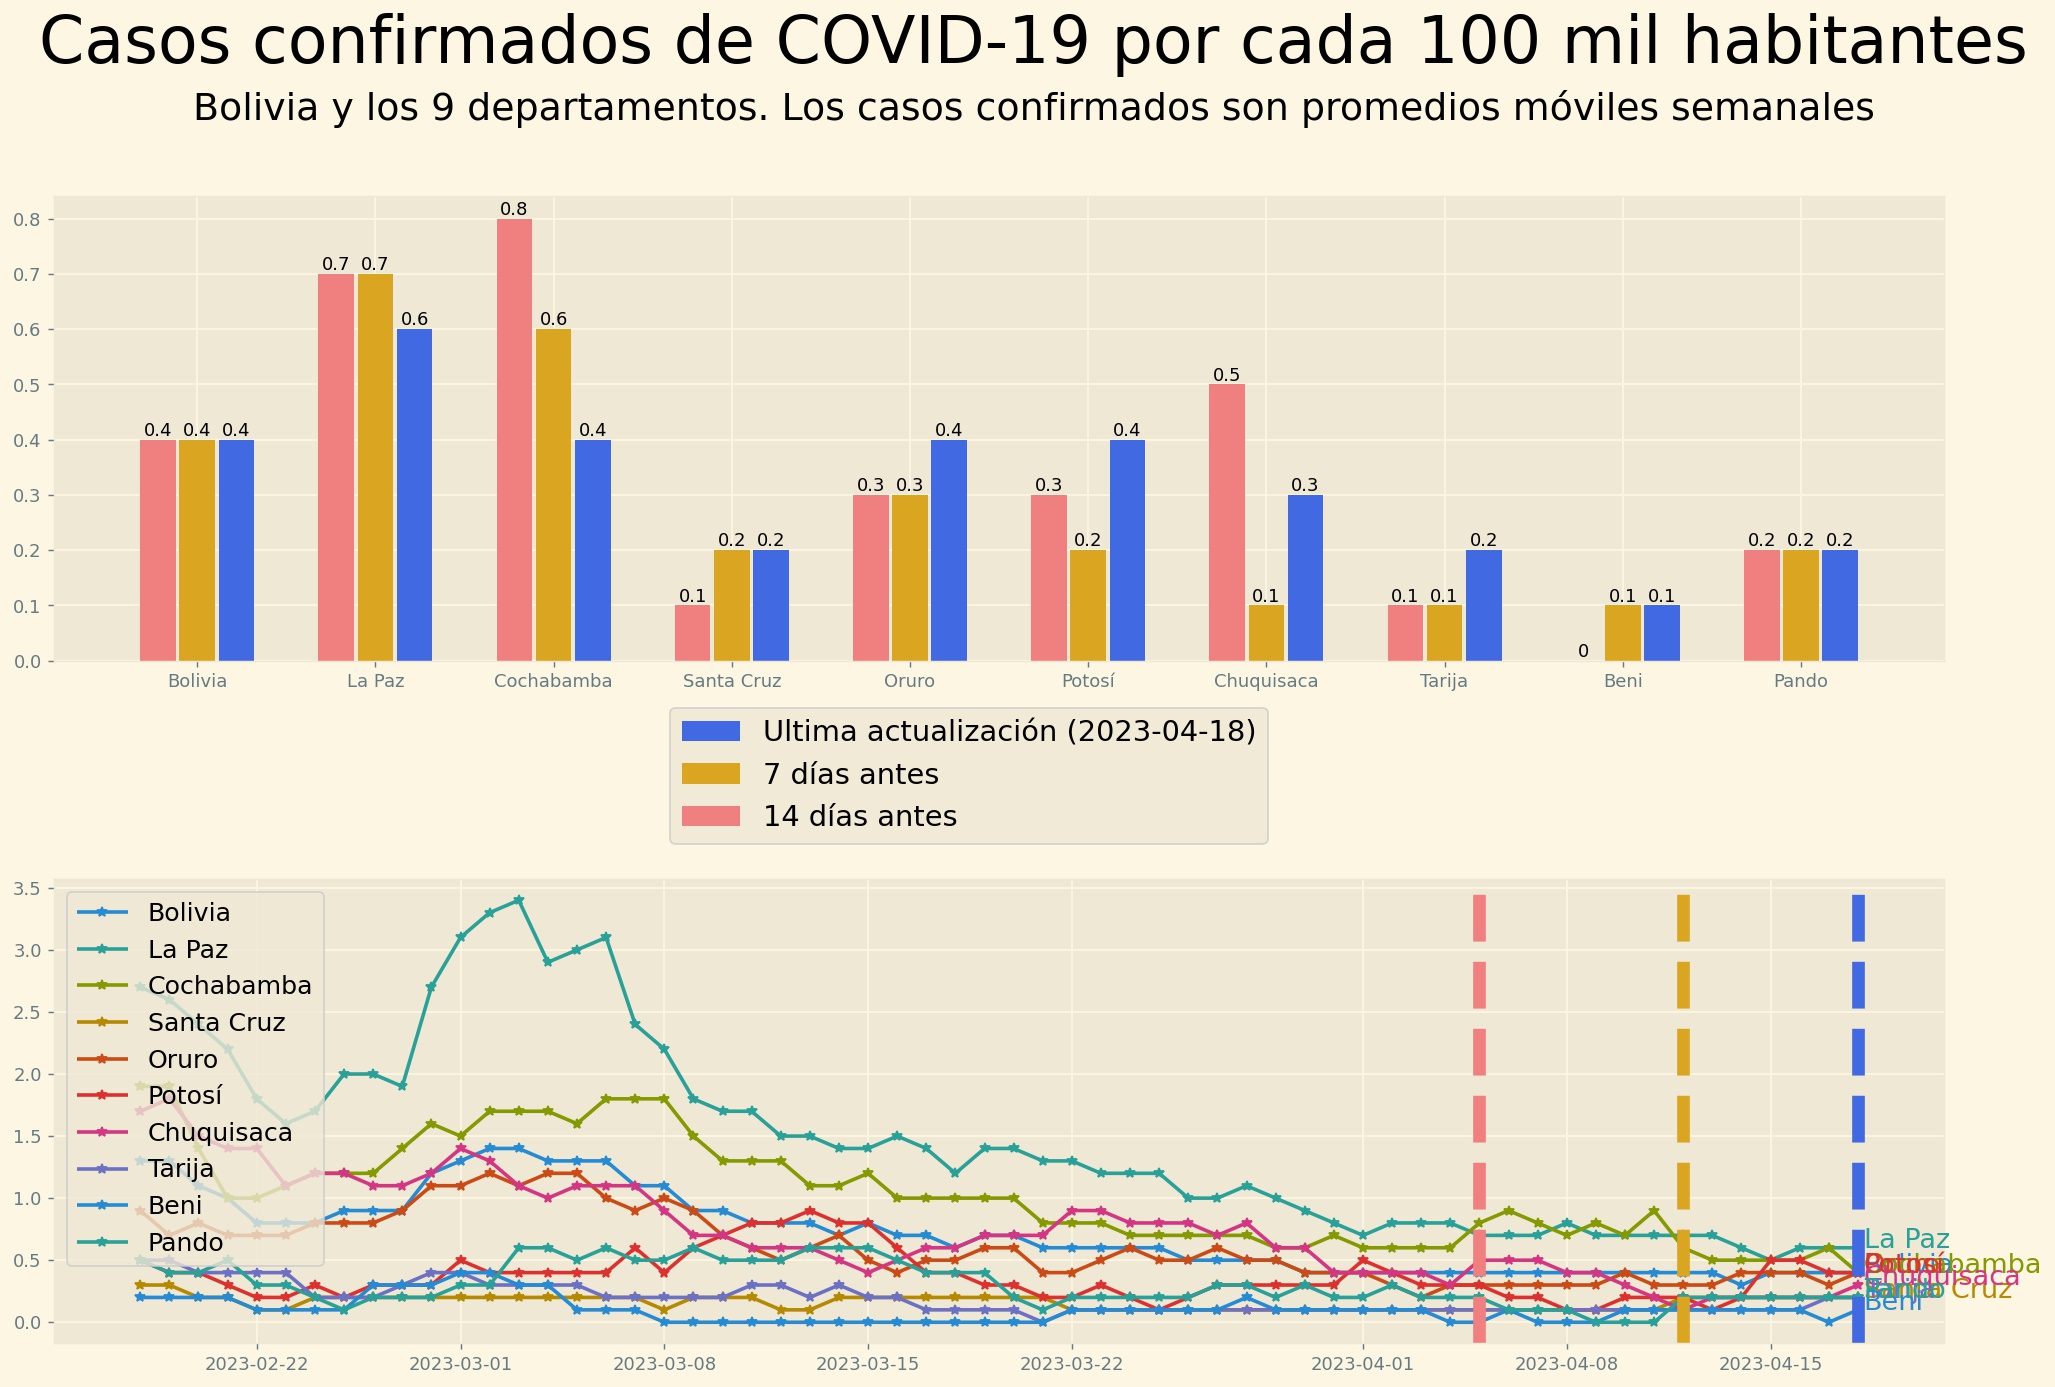 Casos confirmados de COVID-19 por cada 100 mil habitantes
Bolivia y los 9 departamentos. Los casos confirmados son promedios móviles semanales
0.8
0.7
0.6
0.5
0.4
0.3
0.2
0.1
0.0
0.4 0.4 0.4
0.7 0.7 0.6
0.8 0.6 0.4
0.1 0.2 0.2
0.3 0.3 0.4
0.3 0.2 0.4
0.5 0.1 0.3
0.1 0.1 0.2
0 0.1 0.1
0.2 0.2 0.2
Bolivia La Paz Cochabamba Santa Cruz Oruro Potosí Chuquisaca Tarija Beni Pando
Ultima actualización (2023-04-18)
7 días antes
14 días antes
3.5
3.0
2.5
2.0
1.5
1.0
0.5
0.0
Bolivia
La Paz
Cochabamba
Santa Cruz
Oruro
Potosí
Chuquisaca
Tarija
Beni
Pando
La Paz
Chuquisaca
Beni
2023-02-22 2023-03-01 2023-03-08 2023-03-15 2023-03-22 2023-04-01 2023-04-08 2023-04-15